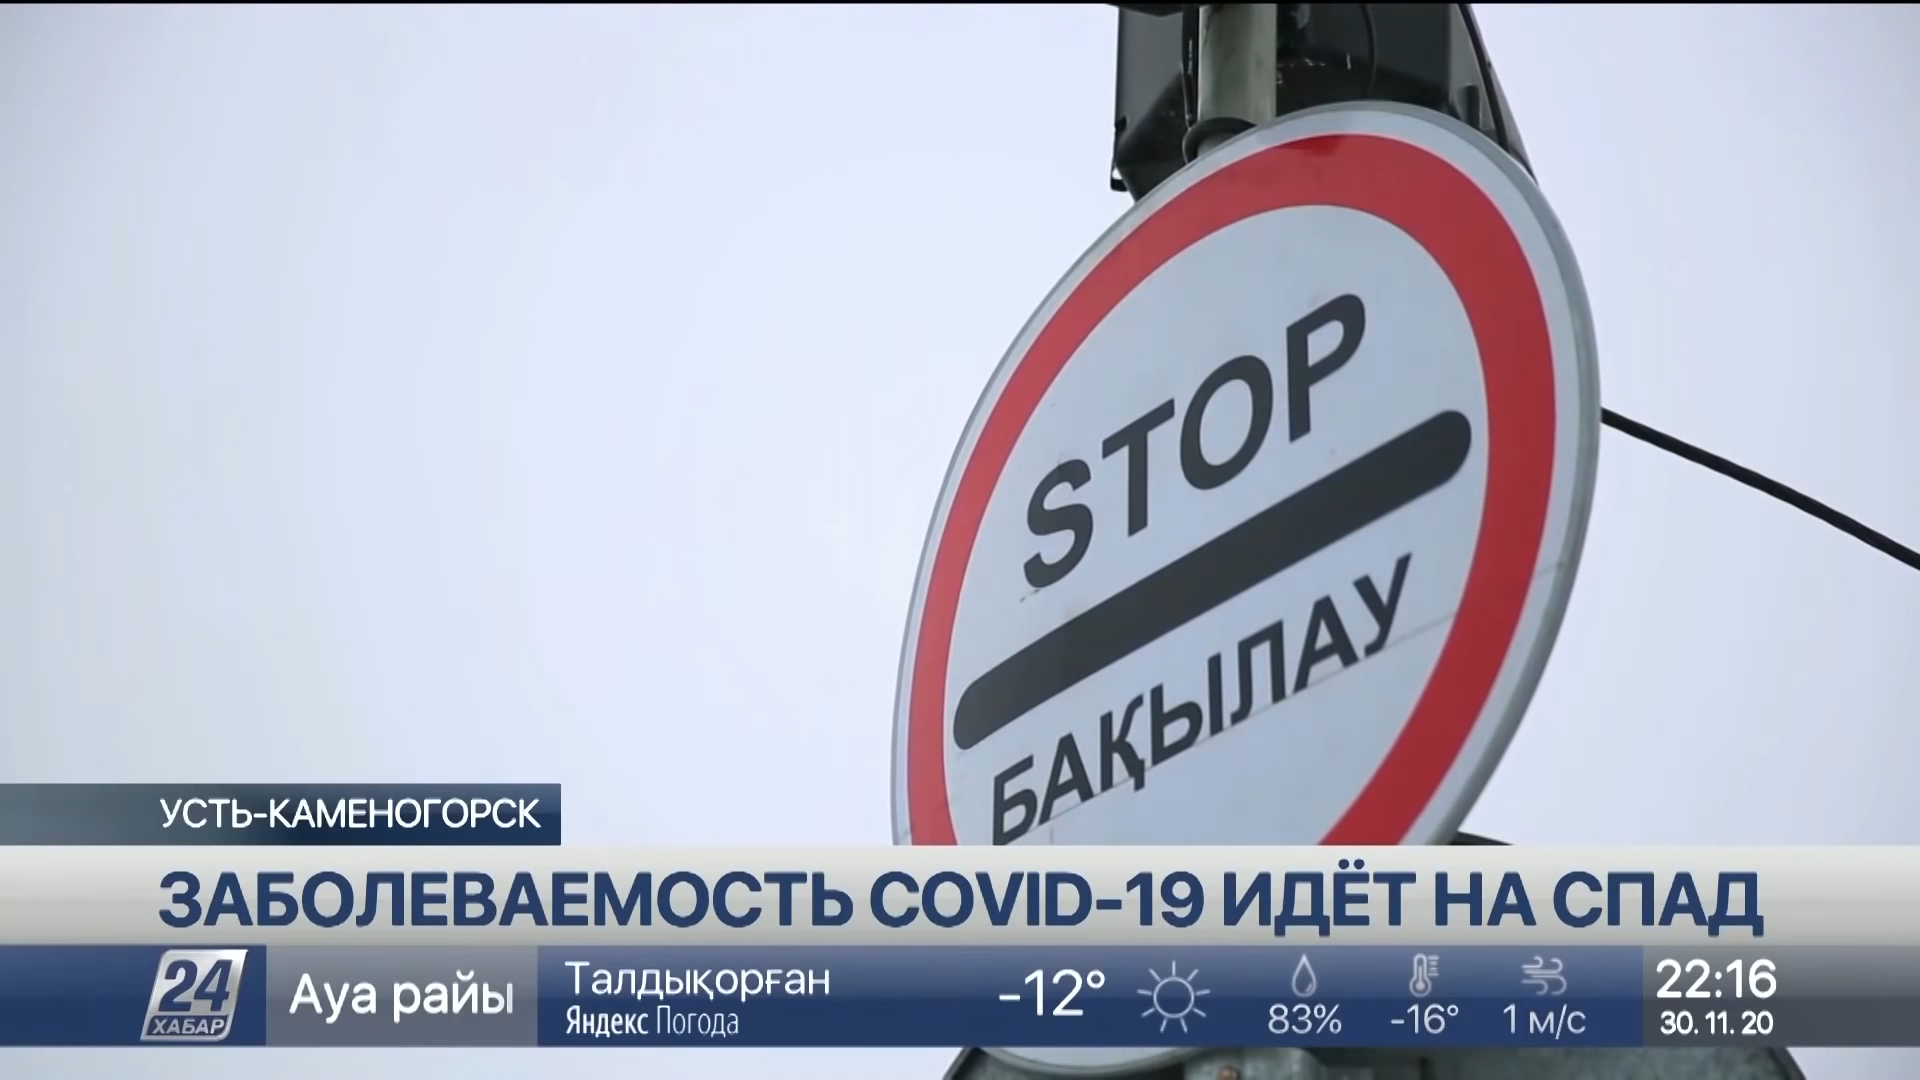 STOP
БАҚЫЛАУ
УСТЬ-КАМЕНОГОРСК
ЗАБОЛЕВАЕМОСТЬ COVID-19 ИДЁТ НА СПАД
24
ХАБАР
Ауа райы
Талдықорған
Яндекс Погода
-12°
83%
-16°
1 м/с
22:16
30. 11. 20